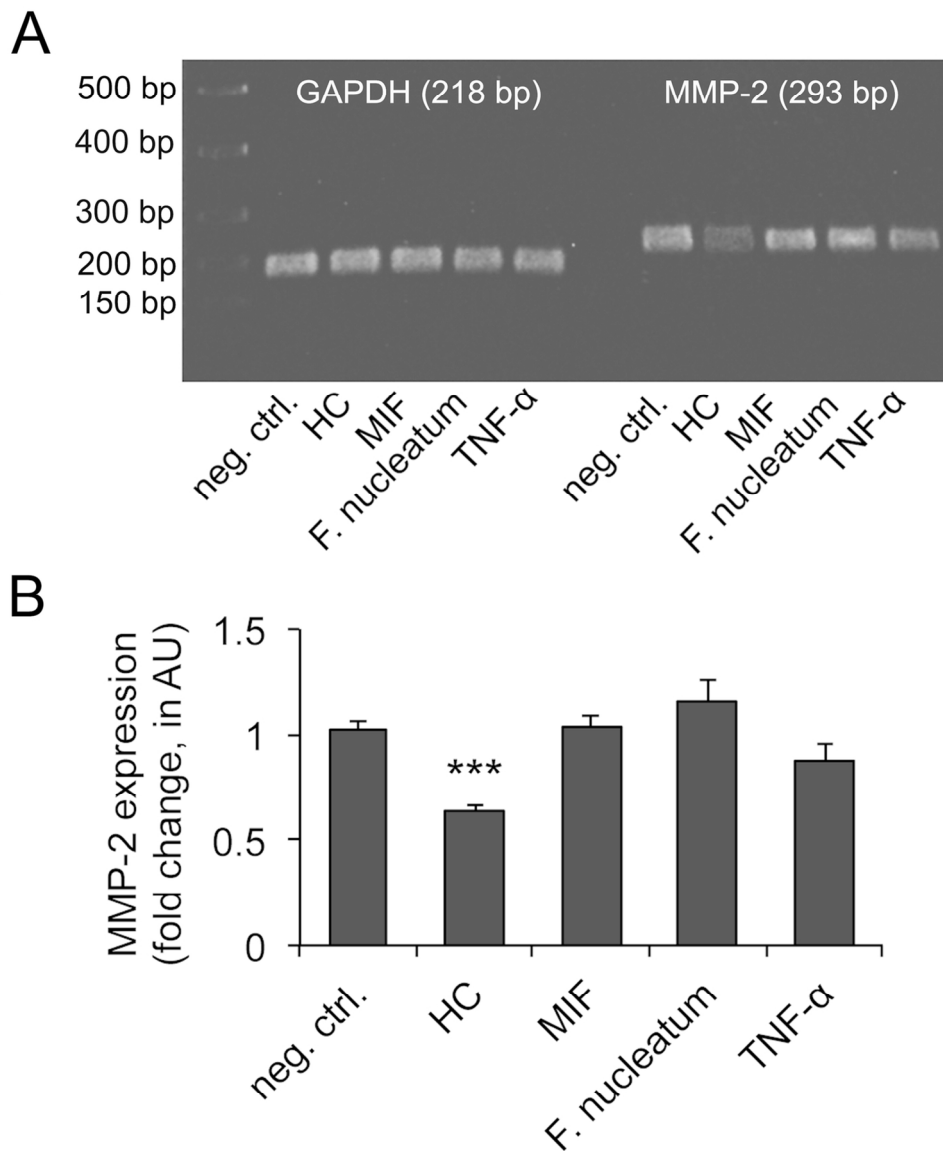 A
500 bp
400 bp
300 bp
200 bp
150 bp
GAPDH (218 bp)
MMP-2 (293 bp)
neg. ctrl.
HC
MIF
F. nucleatum
TNF-α
neg. ctrl.
HC
MIF
F. nucleatum
TNF-α
B
MMP-2 expression
(fold change, in AU)
1.5
1
0.5
0
***
neg. ctrl.
HC
MIF
F. nucleatum
TNF-α